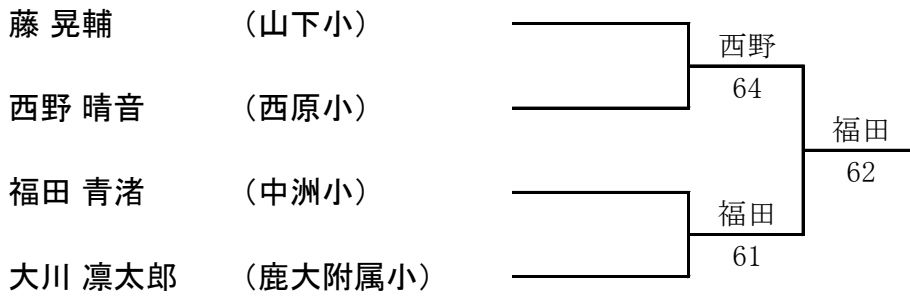 藤 晃輔 （山下小）
西野
64
西野 晴音 （西原小）
福田
62
福田 青渚 （中洲小）
福田
61
大川 凛太郎 （鹿大附属小）